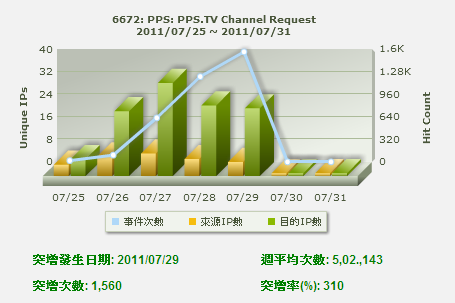 6672: PPS: PPS.TV Channel Request
2011/07/25 ~ 2011/07/31
40
32
24
16
8
0
Unique IPs
1.6K
1.28K
960
640
320
0
Hit Count
07/25 07/26 07/27 07/28 07/29 07/30 07/31
事件次數 來源IP數 目的IP數
突增發生日期: 2011/07/29 週平均次數: 5,02.,143
突增次數: 1,560 突增率(%): 310